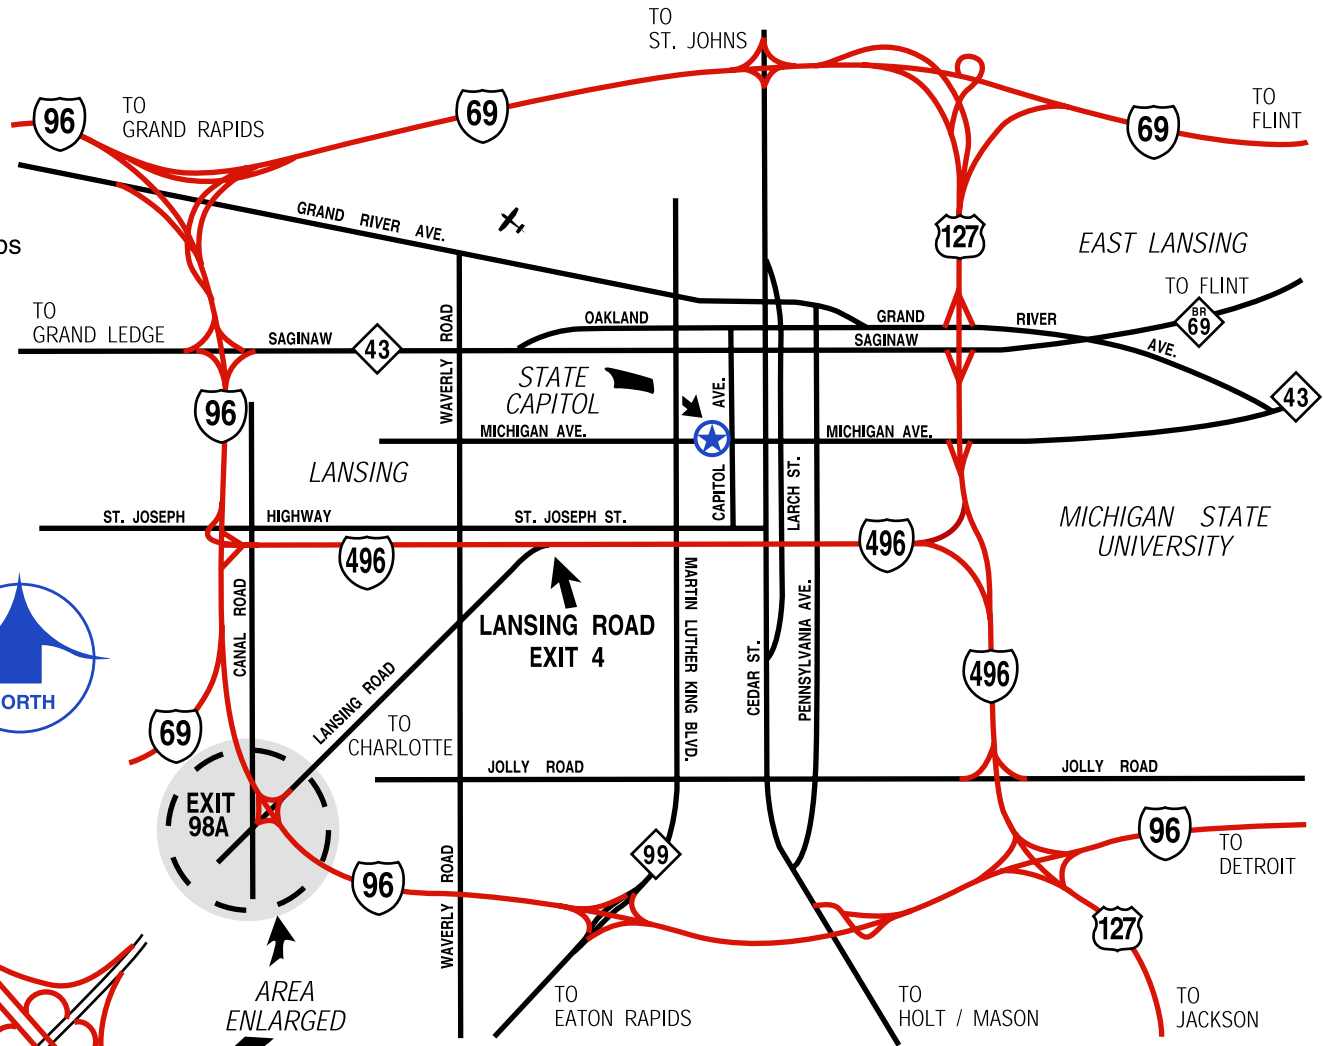 TO
ST. JOHNS
96
TO
GRAND RAPIDS
69
69
TO
FLINT
GRAND RIVER AVE.
127
EAST LANSING
TO FLINT
TO
GRAND LEDGE
SAGINAW
43
WAVERLY ROAD
OAKLAND
GRAND
RIVER
AVE.
BR
69
SAGINAW
STATE
CAPITOL
CAPITOL AVE.
43
96
MICHIGAN AVE.
MICHIGAN AVE.
LANSING
LARCH ST.
ST. JOSEPH
HIGHWAY
ST. JOSEPH ST.
MICHIGAN STATE
UNIVERSITY
496
496
CANAL ROAD
LANSING ROAD
EXIT 4
MARTIN LUTHER KING BLVD.
CEDAR ST.
PENNSYLVANIA AVE.
496
ORTH
69
LANSING ROAD
TO
CHARLOTTE
JOLLY ROAD
JOLLY ROAD
EXIT
98A
96
WAVERLY ROAD
99
96
TO
DETROIT
127
AREA
ENLARGED
TO
EATON RAPIDS
TO
HOLT / MASON
TO
JACKSON